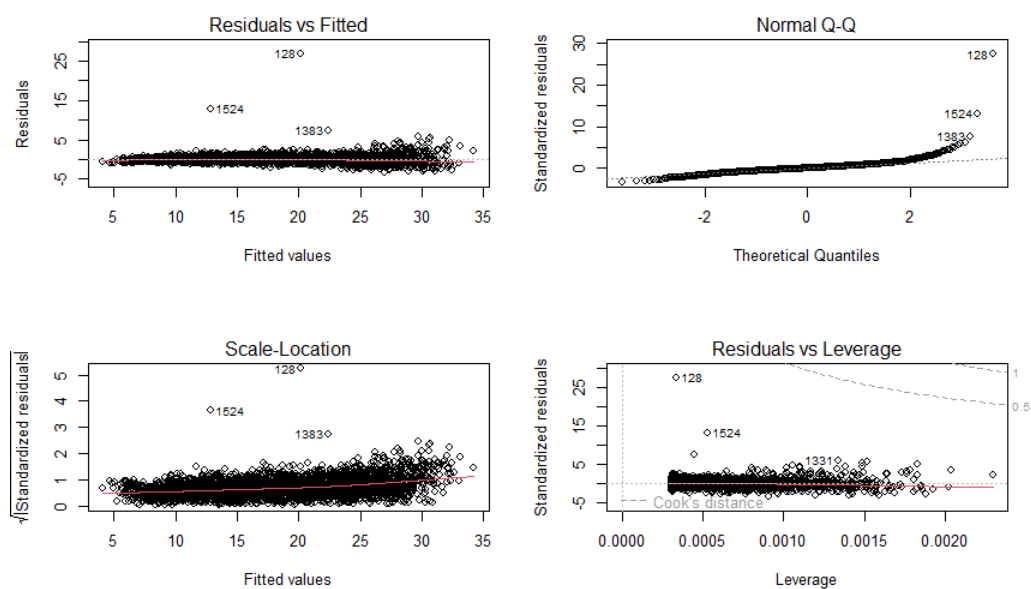 Residuals vs Fitted
Residuals
-5 5 15 25
128
1524
1383
5 10 15 20 25 30 35
Fitted values
Normal Q-Q
Standardized residuals
0 10 20 30
128
1524
1383
-2 0 2
Theoretical Quantiles
Scale-Location
√|Standardized residuals|
0 1 2 3 4 5
128
1524
1383
5 10 15 20 25 30 35
Fitted values
Residuals vs Leverage
Standardized residuals
-5 5 15 25
128
1524
1331
1
0.5
Cook's distance
0.0000 0.0005 0.0010 0.0015 0.0020
Leverage